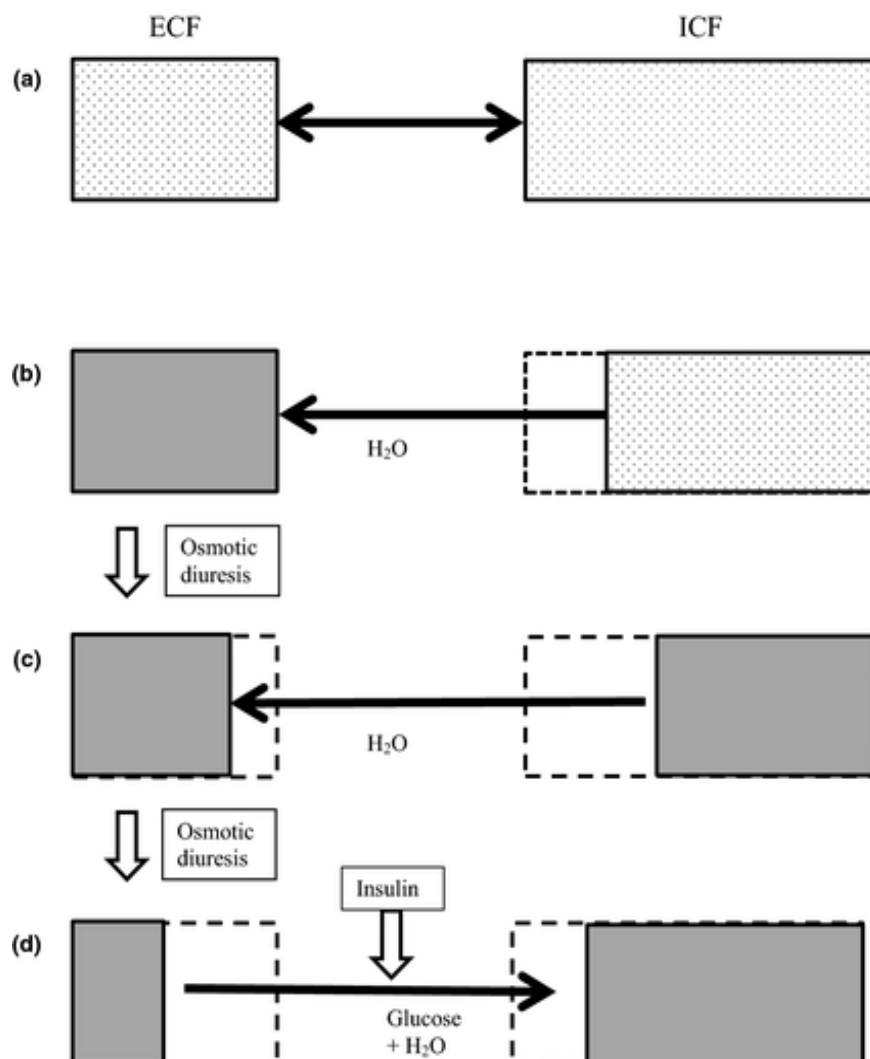 ECF ICF
(a)
(b)
H₂O
Osmotic
diuresis
(c)
H₂O
Osmotic
diuresis
Insulin
(d)
Glucose
+ H₂O